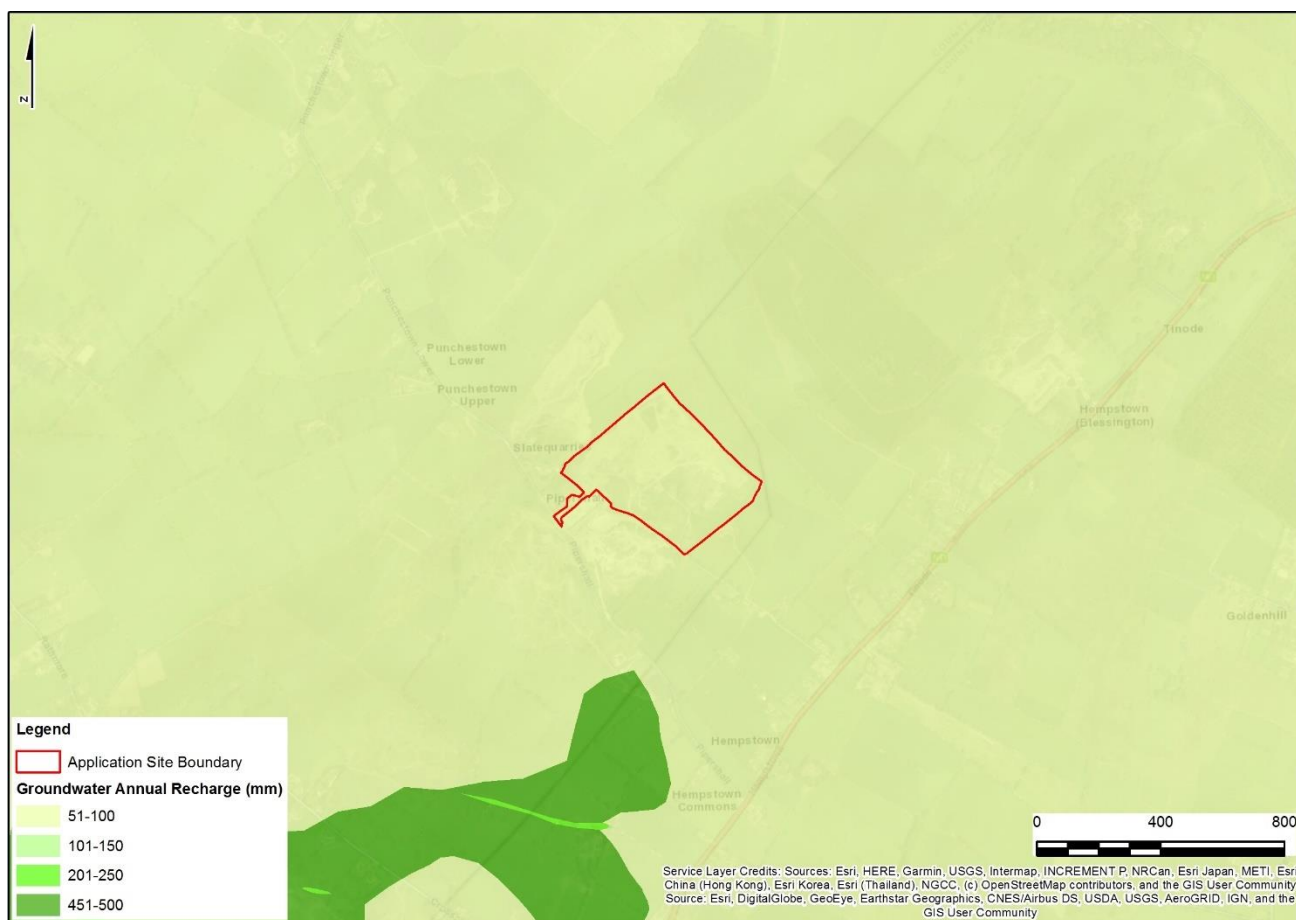 N
Punchestown
Lower
Punchestown
Upper
Slatequarries
Tinode
Hempstown
(Blessington)
Goldenhill
Hempstown
Hempstown
Commons
Legend
Application Site Boundary
Groundwater Annual Recharge (mm)
51-100
101-150
201-250
451-500
0 400 800
Service Layer Credits: Sources: Esri, HERE, Garmin, USGS, Intermap, INCREMENT P, NRCan, Esri Japan, METI, Esri
China (Hong Kong), Esri Korea, Esri (Thailand), NGCC, (c) OpenStreetMap contributors, and the GIS User Community
Source: Esri, DigitalGlobe, GeoEye, Earthstar Geographics, CNES/Airbus DS, USDA, USGS, AeroGRID, IGN, and the
GIS User Community